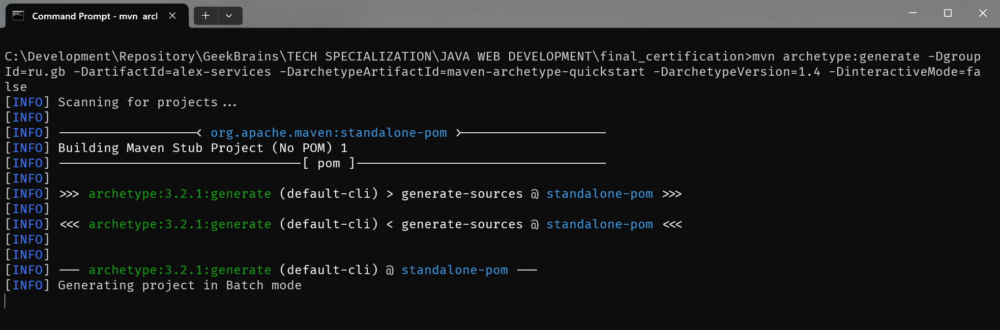 Command Prompt - mvn arcl
C:\Development\Repository\GeekBrains\TECH SPECIALIZATION\JAVA WEB DEVELOPMENT\final_certification>mvn archetype:generate -Dgroup
Id=ru.gb -DartifactId=alex-services -DarchetypeArtifactId=maven-archetype-quickstart -DarchetypeVersion=1.4 -DinteractiveMode=fa
lse
[INFO] Scanning for projects...
[INFO]
[INFO] ------------------< org.apache.maven:standalone-pom >-------------------
[INFO] Building Maven Stub Project (No POM) 1
[INFO] --------------------------------[ pom ]---------------------------------
[INFO]
[INFO] >>> archetype:3.2.1:generate (default-cli) > generate-sources @ standalone-pom >>>
[INFO]
[INFO] <<< archetype:3.2.1:generate (default-cli) < generate-sources @ standalone-pom <<<
[INFO]
[INFO]
[INFO] --- archetype:3.2.1:generate (default-cli) @ standalone-pom ---
[INFO] Generating project in Batch mode